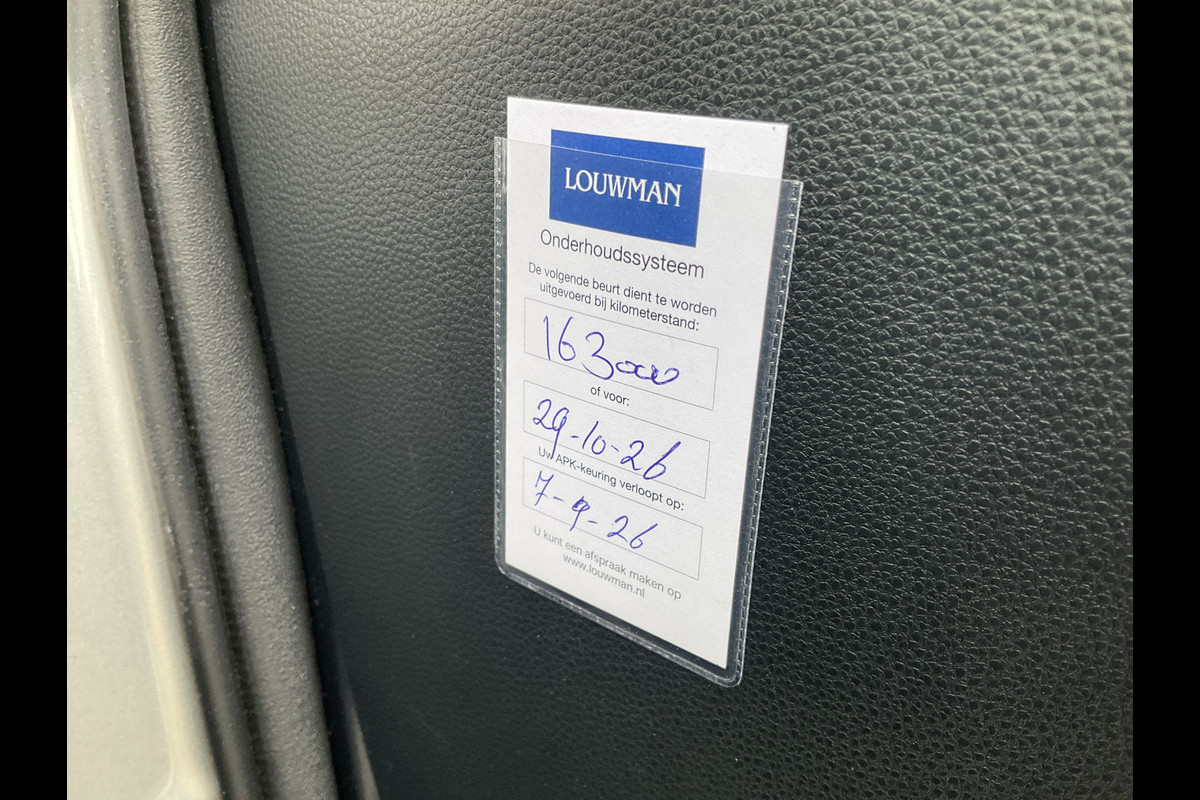 LOUWMAN
Onderhoudssysteem
De volgende beurt dient te worden
uitgevoerd bij kilometerstand:
163000
of voor:
29-10-26
Uw APK-keuring verloopt op:
7-9-26
U kunt een afspraak maken op
www.louwman.nl